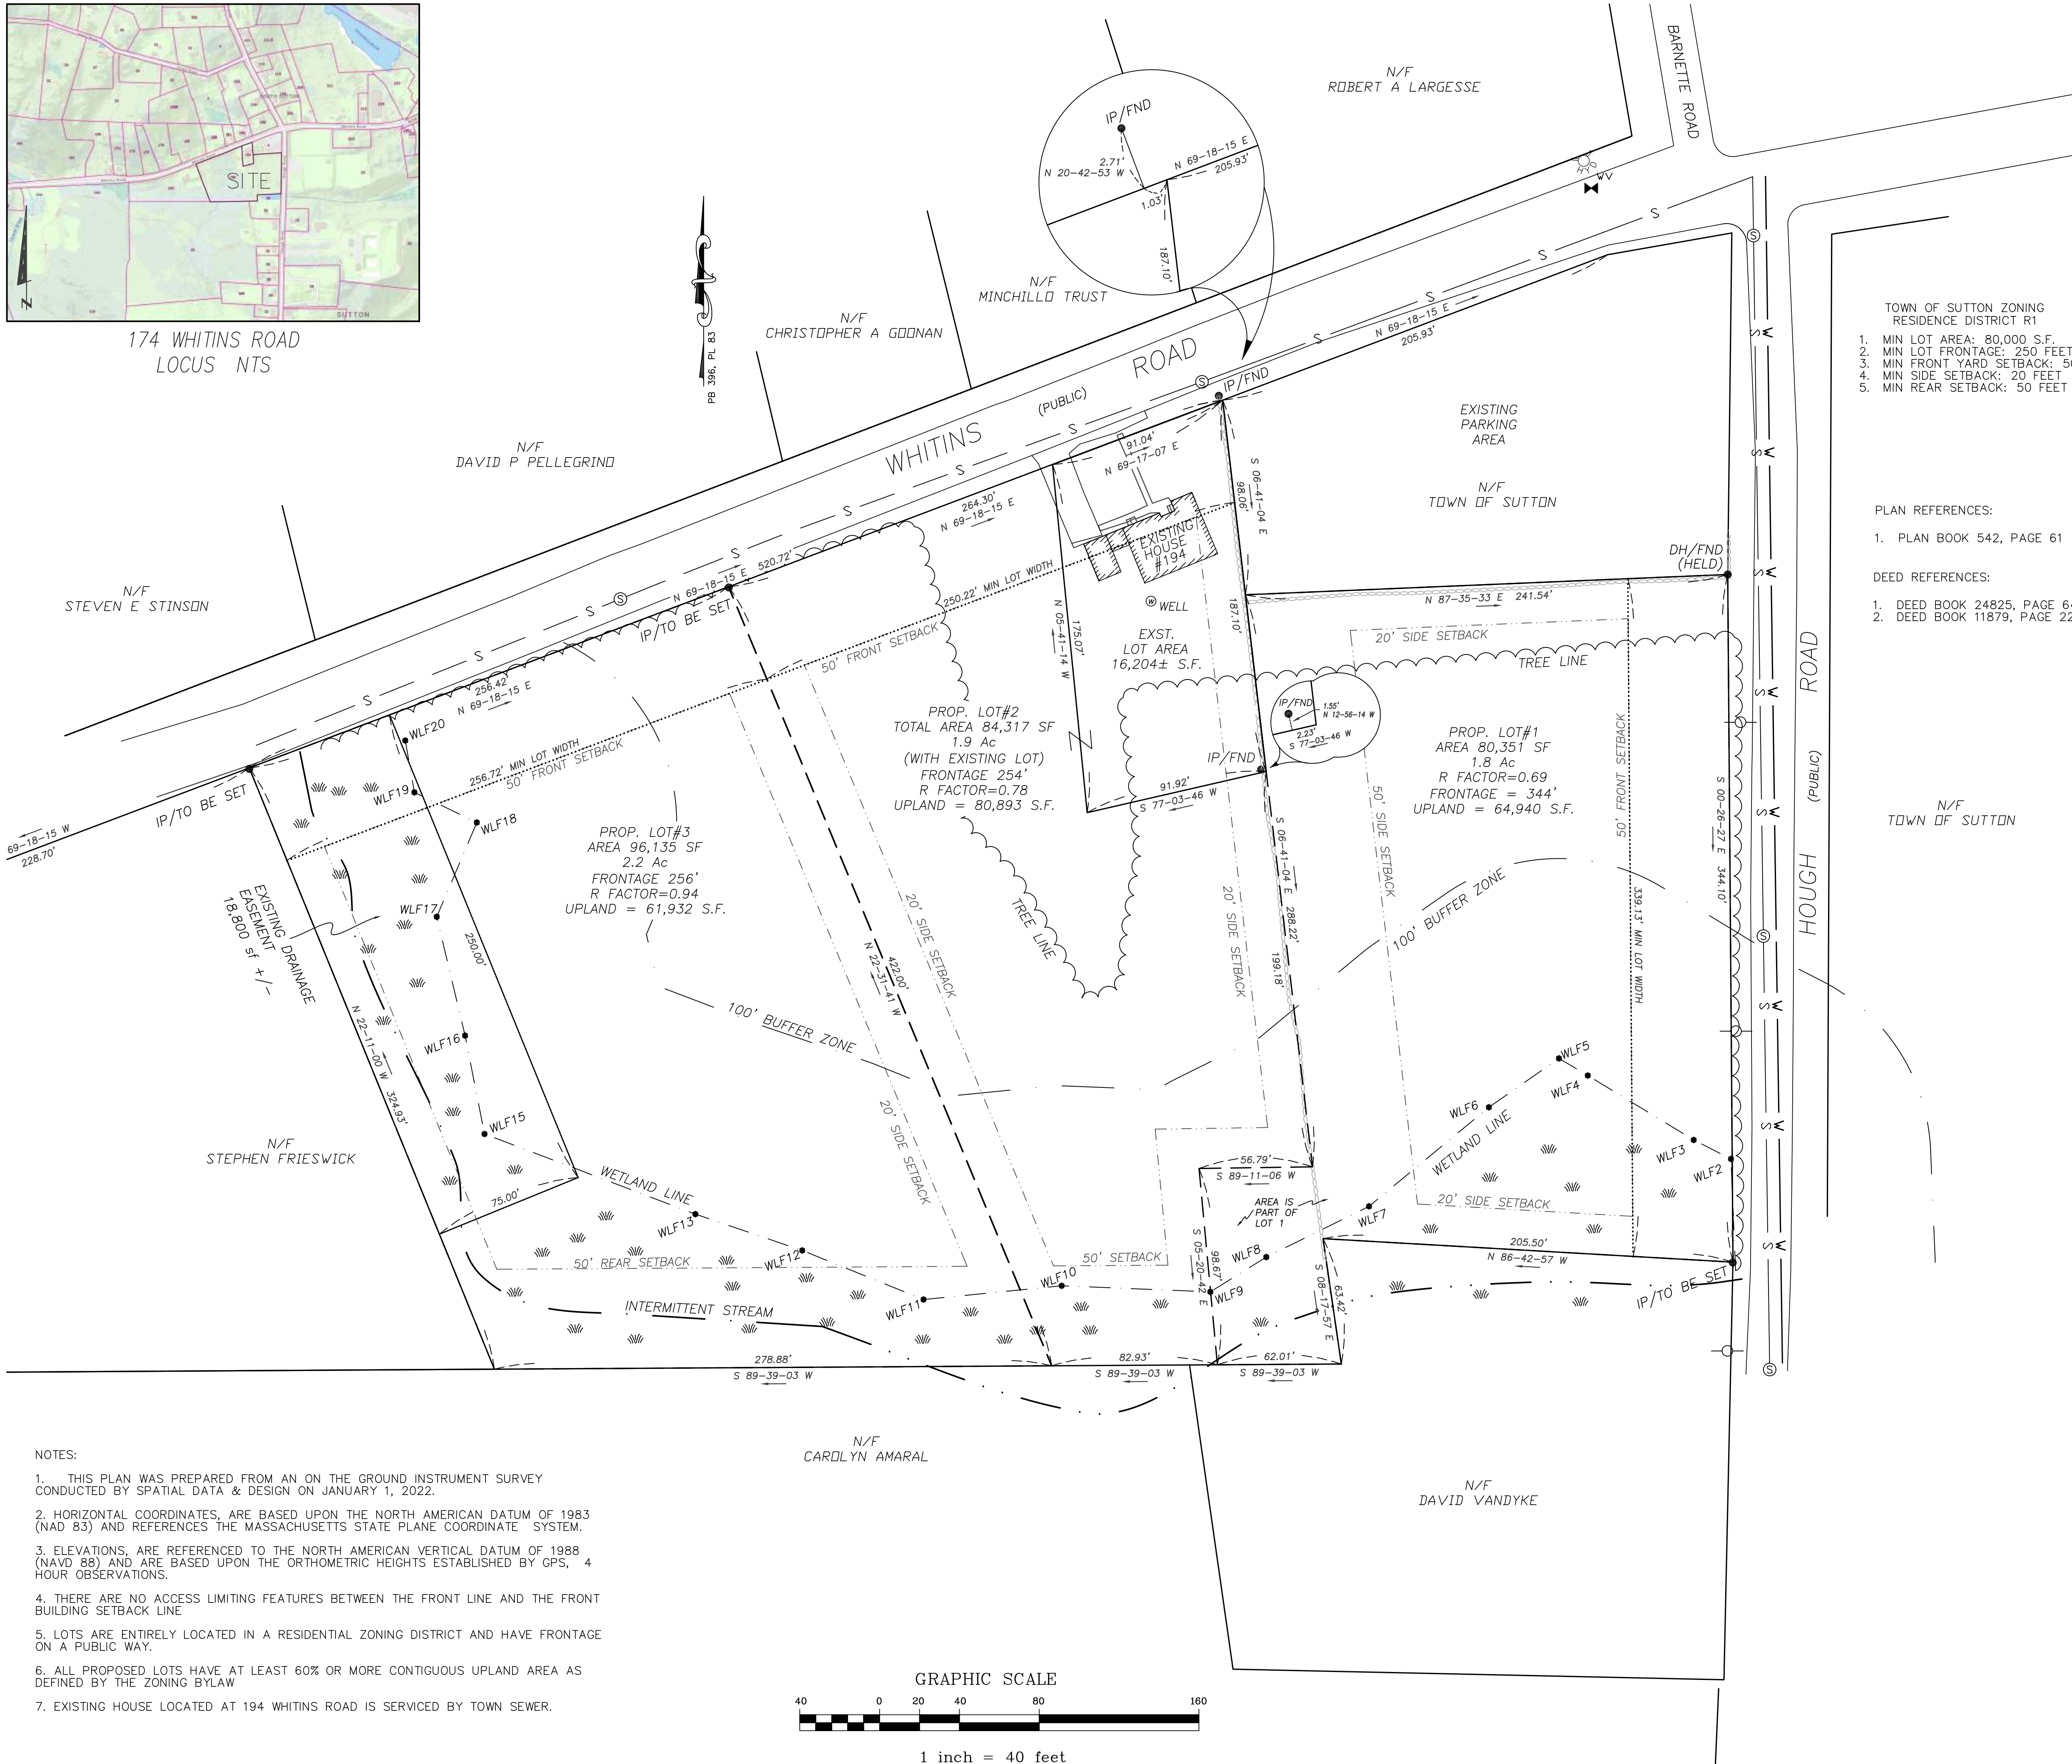 SITE
SUTTON
N
174 WHITINS ROAD
LOCUS NTS
PB 396, PL 83
N/F
ROBERT A LARGESSE
BARNETTE ROAD
IP/FND
2.71'
N 20-42-53 W
N 69-18-15 E
205.93'
1.03'
187.10'
N/F
MINCHILLO TRUST
N/F
CHRISTOPHER A GOONAN
N/F
DAVID P PELLEGRINO
N/F
STEVEN E STINSON
WHITINS
(PUBLIC)
ROAD
WV
S
S
S
S
S
S
S
S
S
S
S
S
N 69-18-15 E
205.93'
IP/FND
TOWN OF SUTTON ZONING
RESIDENCE DISTRICT R1
1. MIN LOT AREA: 80,000 S.F.
2. MIN LOT FRONTAGE: 250 FEET
3. MIN FRONT YARD SETBACK: 5
4. MIN SIDE SETBACK: 20 FEET
5. MIN REAR SETBACK: 50 FEET
PLAN REFERENCES:
1. PLAN BOOK 542, PAGE 61
DEED REFERENCES:
1. DEED BOOK 24825, PAGE 6
2. DEED BOOK 11879, PAGE 22
EXISTING
PARKING
AREA
N/F
TOWN OF SUTTON
DH/FND
(HELD)
N 87-35-33 E 241.54'
91.04'
N 69-17-07 E
S 06-41-04 E
98.06'
187.10'
264.30'
N 69-18-15 E
N 69-18-15 E 520.72'
IP/TO BE SET
256.42'
N 69-18-15 E
EXISTING
HOUSE
#194
W WELL
EXST.
LOT AREA
16,204± S.F.
N 05-41-14 W
175.07'
250.22' MIN LOT WIDTH
50' FRONT SETBACK
256.72' MIN LOT WIDTH
50' FRONT SETBACK
20' SIDE SETBACK
TREE LINE
IP/FND
1.55'
N 12-56-14 W
2.23'
S 77-03-46 W
IP/FND
91.92'
S 77-03-46 W
PROP. LOT#2
TOTAL AREA 84,317 SF
1.9 Ac
(WITH EXISTING LOT)
FRONTAGE 254'
R FACTOR=0.78
UPLAND = 80,893 S.F.
PROP. LOT#1
AREA 80,351 SF
1.8 Ac
R FACTOR=0.69
FRONTAGE = 344'
UPLAND = 64,940 S.F.
PROP. LOT#3
AREA 96,135 SF
2.2 Ac
FRONTAGE 256'
R FACTOR=0.94
UPLAND = 61,932 S.F.
IP/TO BE SET
69-18-15 W
228.70'
EXISTING DRAINAGE
EASEMENT
18,800 sf +/-
WLF20
WLF19
WLF18
WLF17
WLF16
WLF15
250.00'
N 22-11-00 W 324.93'
75.00'
422.00'
N 22-31-41 W
20' SIDE SETBACK
20' SIDE SETBACK
20' SIDE SETBACK
50' SIDE SETBACK
50' FRONT SETBACK
339.13' MIN LOT WIDTH
S 00-26-27 E 344.10'
TREE LINE
100' BUFFER ZONE
100' BUFFER ZONE
S 06-41-04 E 288.22'
199.18'
HOUGH (PUBLIC) ROAD
N/F
TOWN OF SUTTON
N/F
STEPHEN FRIESWICK
WETLAND LINE
WLF13
WLF12
WLF11
WLF10
WLF9
WLF8
WLF7
WLF6
WLF5
WLF4
WLF3
WLF2
WETLAND LINE
56.79'
S 89-11-06 W
AREA IS
PART OF
LOT 1
S 05-20-42 E
98.67'
20' SIDE SETBACK
205.50'
N 86-42-57 W
S 08-17-57 E
63.42'
IP/TO BE SET
50' REAR SETBACK
50' SETBACK
INTERMITTENT STREAM
278.88'
S 89-39-03 W
82.93'
S 89-39-03 W
62.01'
S 89-39-03 W
N/F
CAROLYN AMARAL
N/F
DAVID VANDYKE
NOTES:
1. THIS PLAN WAS PREPARED FROM AN ON THE GROUND INSTRUMENT SURVEY
CONDUCTED BY SPATIAL DATA & DESIGN ON JANUARY 1, 2022.
2. HORIZONTAL COORDINATES, ARE BASED UPON THE NORTH AMERICAN DATUM OF 1983
(NAD 83) AND REFERENCES THE MASSACHUSETTS STATE PLANE COORDINATE SYSTEM.
3. ELEVATIONS, ARE REFERENCED TO THE NORTH AMERICAN VERTICAL DATUM OF 1988
(NAVD 88) AND ARE BASED UPON THE ORTHOMETRIC HEIGHTS ESTABLISHED BY GPS, 4
HOUR OBSERVATIONS.
4. THERE ARE NO ACCESS LIMITING FEATURES BETWEEN THE FRONT LINE AND THE FRONT
BUILDING SETBACK LINE
5. LOTS ARE ENTIRELY LOCATED IN A RESIDENTIAL ZONING DISTRICT AND HAVE FRONTAGE
ON A PUBLIC WAY.
6. ALL PROPOSED LOTS HAVE AT LEAST 60% OR MORE CONTIGUOUS UPLAND AREA AS
DEFINED BY THE ZONING BYLAW
7. EXISTING HOUSE LOCATED AT 194 WHITINS ROAD IS SERVICED BY TOWN SEWER.
GRAPHIC SCALE
40 0 20 40 80 160
1 inch = 40 feet